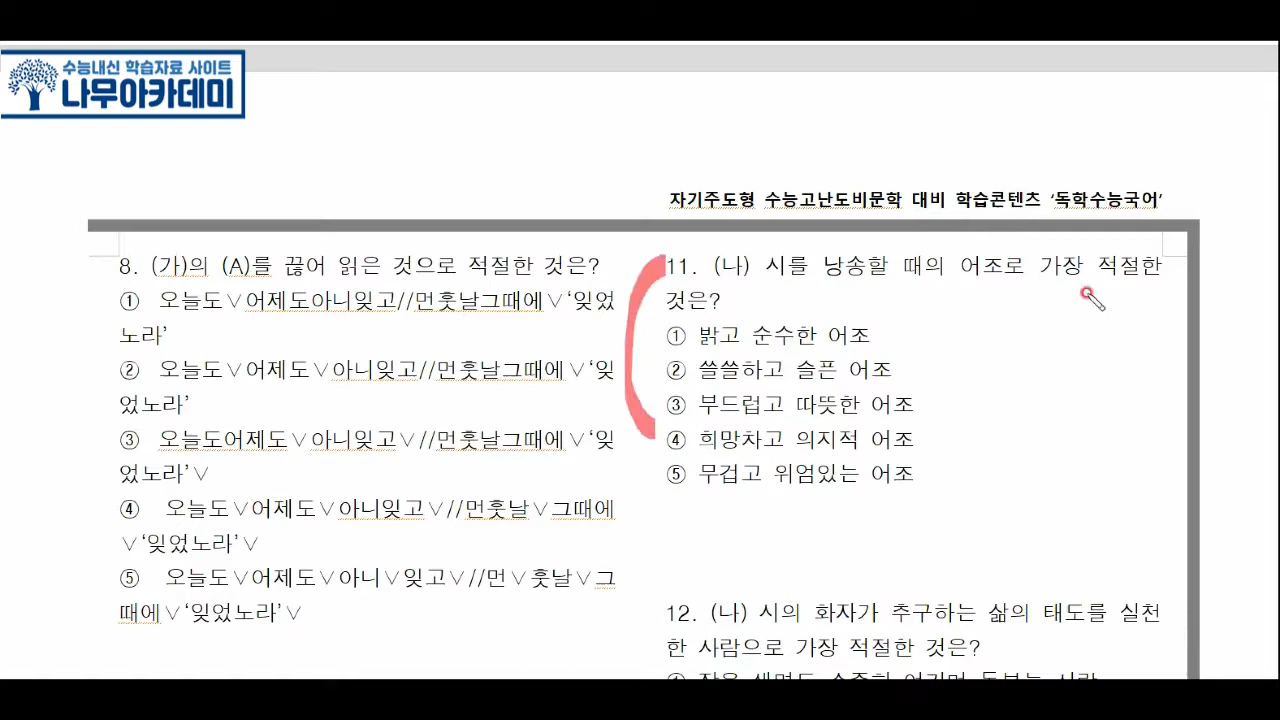 수능내신 학습자료 사이트
나무아카데미
자기주도형 수능고난도비문학 대비 학습콘텐츠 ‘독학수능국어’
8. (가)의 (A)를 끊어 읽은 것으로 적절한 것은?
① 오늘도∨어제도아니잊고//먼훗날그때에∨‘잊었
노라’
② 오늘도∨어제도∨아니잊고//먼훗날그때에∨‘잊
었노라’
③ 오늘도어제도∨아니잊고∨//먼훗날그때에∨‘잊
었노라’∨
④ 오늘도∨어제도∨아니잊고∨//먼훗날∨그때에
∨‘잊었노라’∨
⑤ 오늘도∨어제도∨아니∨잊고∨//먼∨훗날∨그
때에∨‘잊었노라’∨
11. (나) 시를 낭송할 때의 어조로 가장 적절한
것은?
① 밝고 순수한 어조
② 쓸쓸하고 슬픈 어조
③ 부드럽고 따뜻한 어조
④ 희망차고 의지적 어조
⑤ 무겁고 위엄있는 어조
12. (나) 시의 화자가 추구하는 삶의 태도를 실천
한 사람으로 가장 적절한 것은?